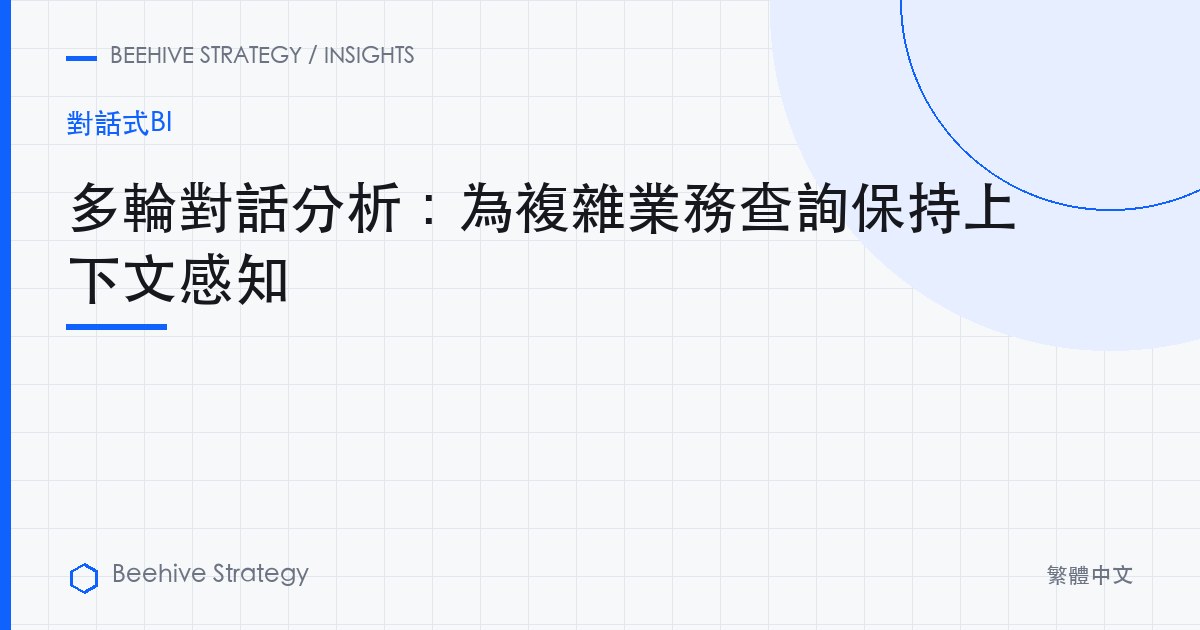 BEEHIVE STRATEGY / INSIGHTS
對話式BI
多輪對話分析：為複雜業務查詢保持上
下文感知
Beehive Strategy
繁體中文